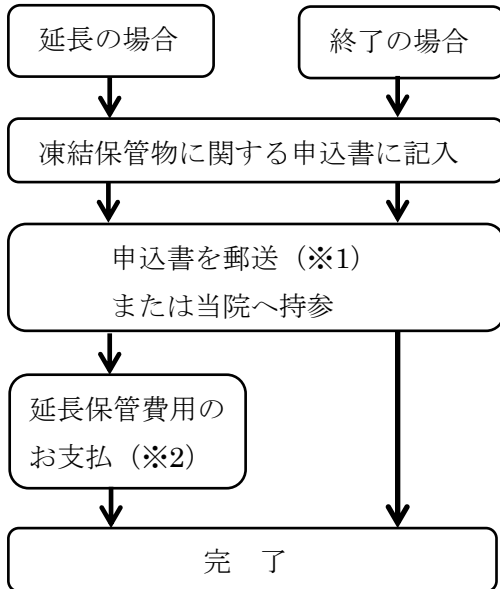 延長の場合
終了の場合
凍結保管物に関する申込書に記入
申込書を郵送（※1）
または当院へ持参
延長保管費用の
お支払（※2）
完　了